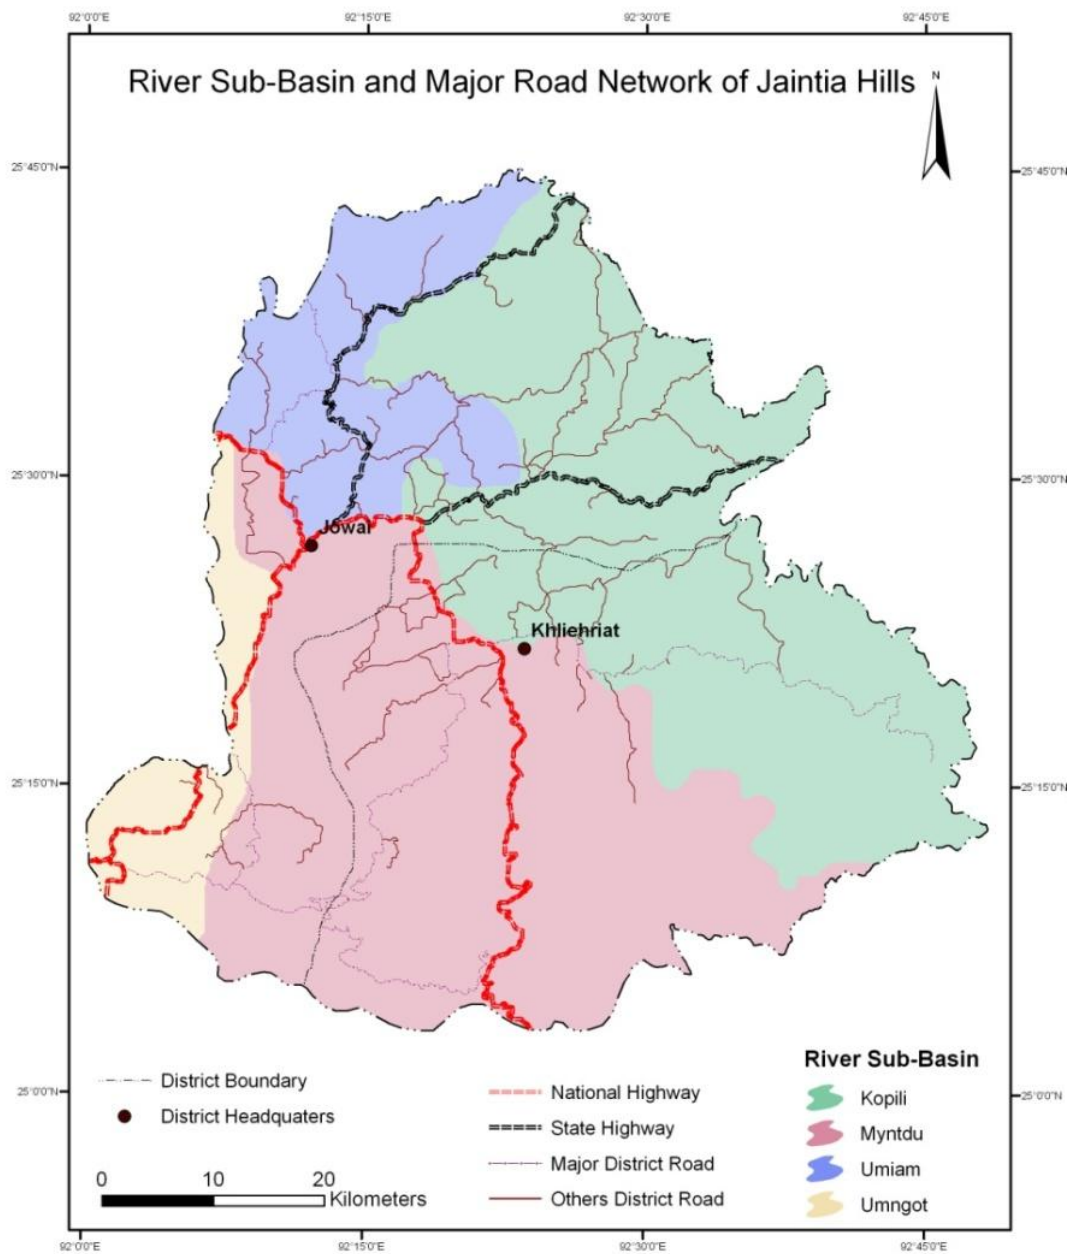 92°0'0"E 92°15'0"E 92°30'0"E 92°45'0"E
River Sub-Basin and Major Road Network of Jaintia Hills
N
25°45'0"N 25°45'0"N
25°30'0"N 25°30'0"N
Jowai
Khliehriat
25°15'0"N 25°15'0"N
River Sub-Basin
District Boundary
National Highway
25°0'0"N 25°0'0"N
Kopili
District Headquaters
State Highway
Myntdu
Major District Road
Umiam
0 10 20
Kilometers
Others District Road
Umngot
92°0'0"E 92°15'0"E 92°30'0"E 92°45'0"E